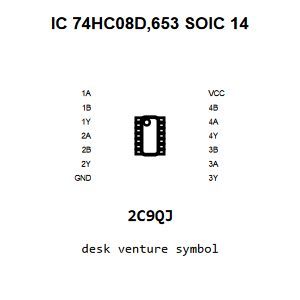 IC 74HC08D,653 SOIC 14
1A VCC
1B 4B
1Y 4A
2A 4Y
2B 3B
2Y 3A
GND 3Y
2C9QJ
desk venture symbol